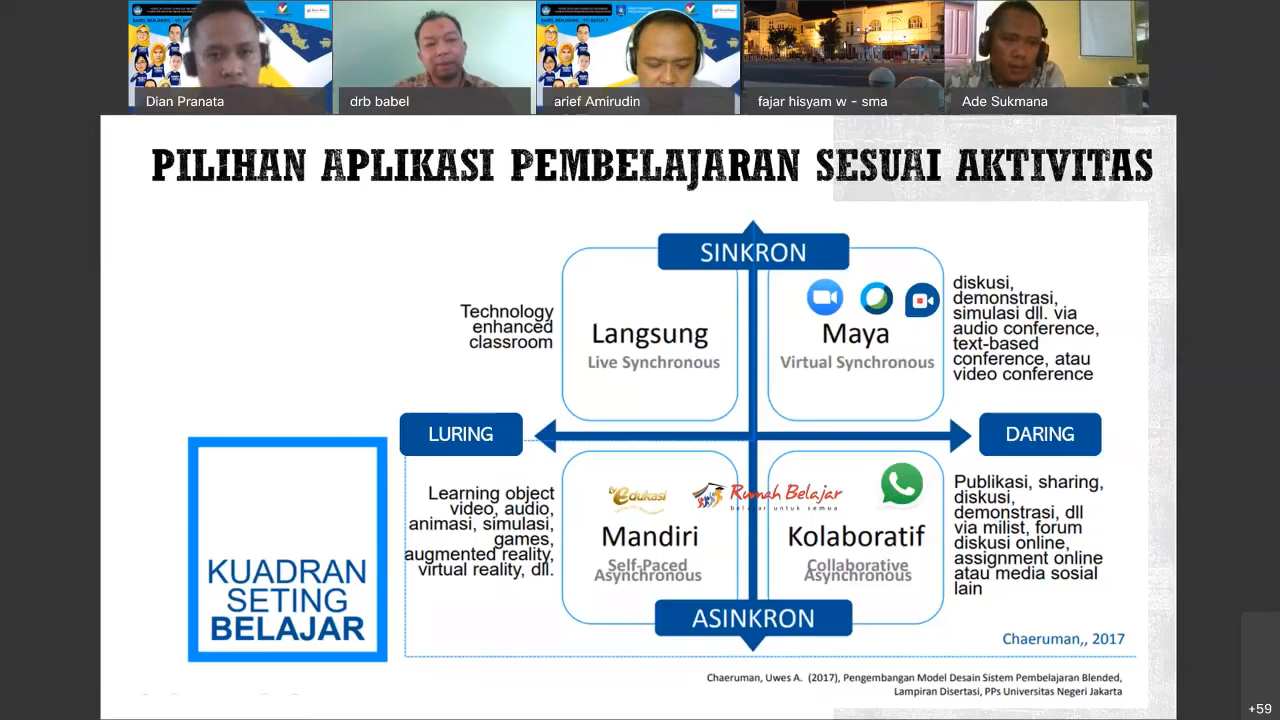 Dian Pranata
drb babel
arief Amirudin
fajar hisyam w - sma
Ade Sukmana
PILIHAN APLIKASI PEMBELAJARAN SESUAI AKTIVITAS
SINKRON
Technology
enhanced
classroom
Langsung
Live Synchronous
Maya
Virtual Synchronous
diskusi,
demonstrasi,
simulasi dll. via
audio conference,
text-based
conference, atau
video conference
LURING
DARING
Learning object
video, audio,
animasi, simulasi,
games,
augmented reality,
virtual reality, dll.
tv edukasi
Mandiri
Self-Paced
Asynchronous
Rumah Belajar
belajar untuk semua
Kolaboratif
Collaborative
Asynchronous
Publikasi, sharing,
diskusi,
demonstrasi, dll
via milist, forum
diskusi online,
assignment online
atau media sosial
lain
ASINKRON
KUADRAN
SETING
BELAJAR
Chaeruman,, 2017
Chaeruman, Uwes A. (2017), Pengembangan Model Desain Sistem Pembelajaran Blended,
Lampiran Disertasi, PPs Universitas Negeri Jakarta
+59